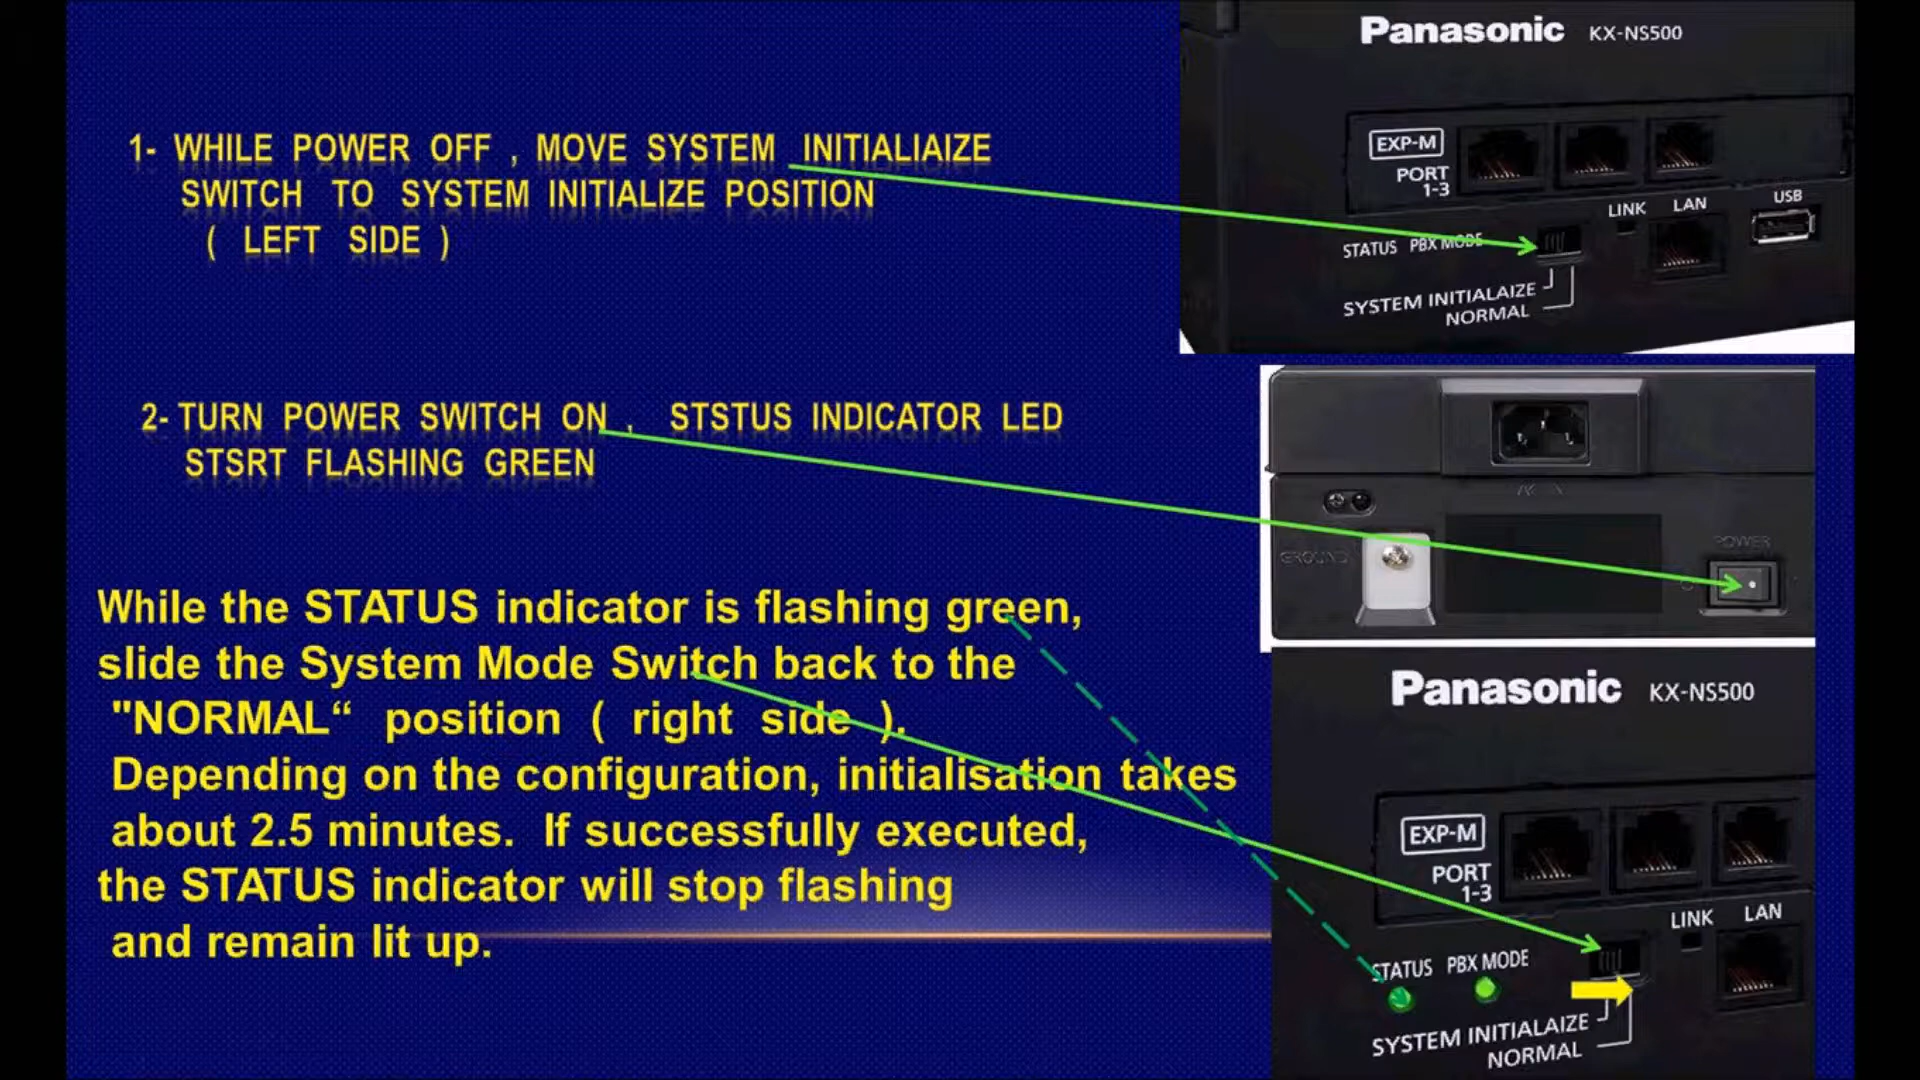 Panasonic KX-NS500
1- WHILE POWER OFF , MOVE SYSTEM INITIALIAIZE
SWITCH TO SYSTEM INITIALIZE POSITION
( LEFT SIDE )
EXP-M
PORT
1-3
LINK LAN USB
STATUS PBX MODE
SYSTEM INITIALAIZE
NORMAL
2- TURN POWER SWITCH ON , STSTUS INDICATOR LED
STSRT FLASHING GREEN
GROUND
POWER
While the STATUS indicator is flashing green,
slide the System Mode Switch back to the
"NORMAL“ position ( right side ).
Depending on the configuration, initialisation takes
about 2.5 minutes. If successfully executed,
the STATUS indicator will stop flashing
and remain lit up.
Panasonic KX-NS500
EXP-M
PORT
1-3
LINK LAN
STATUS PBX MODE
SYSTEM INITIALAIZE
NORMAL